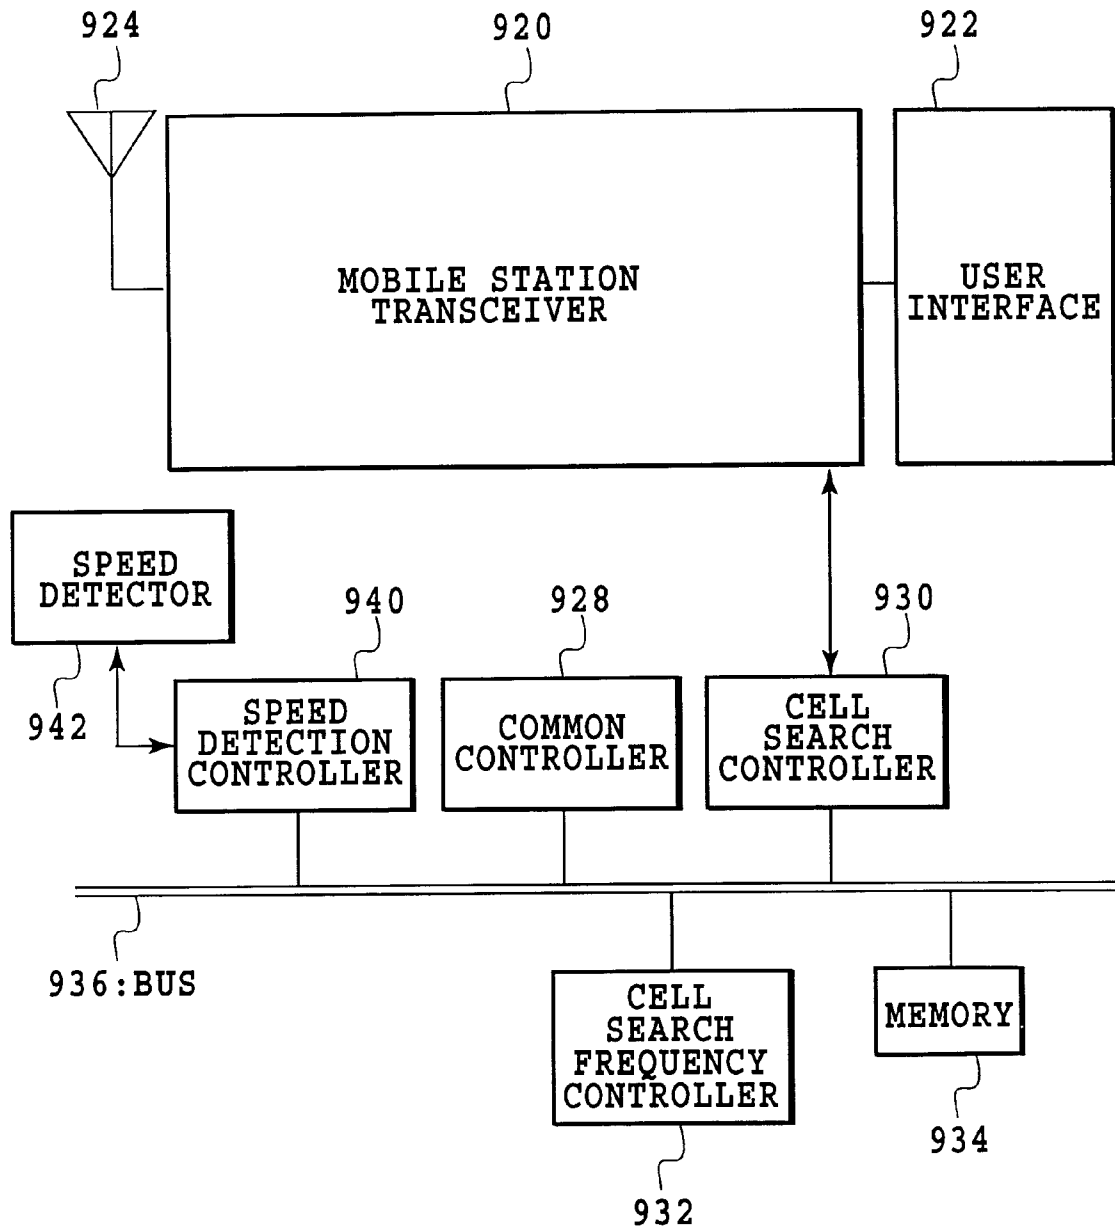 924
920
922
MOBILE STATION
TRANSCEIVER
USER
INTERFACE
SPEED
DETECTOR
942
940
928
930
SPEED
DETECTION
CONTROLLER
COMMON
CONTROLLER
CELL
SEARCH
CONTROLLER
936:BUS
CELL
SEARCH
FREQUENCY
CONTROLLER
MEMORY
934
932